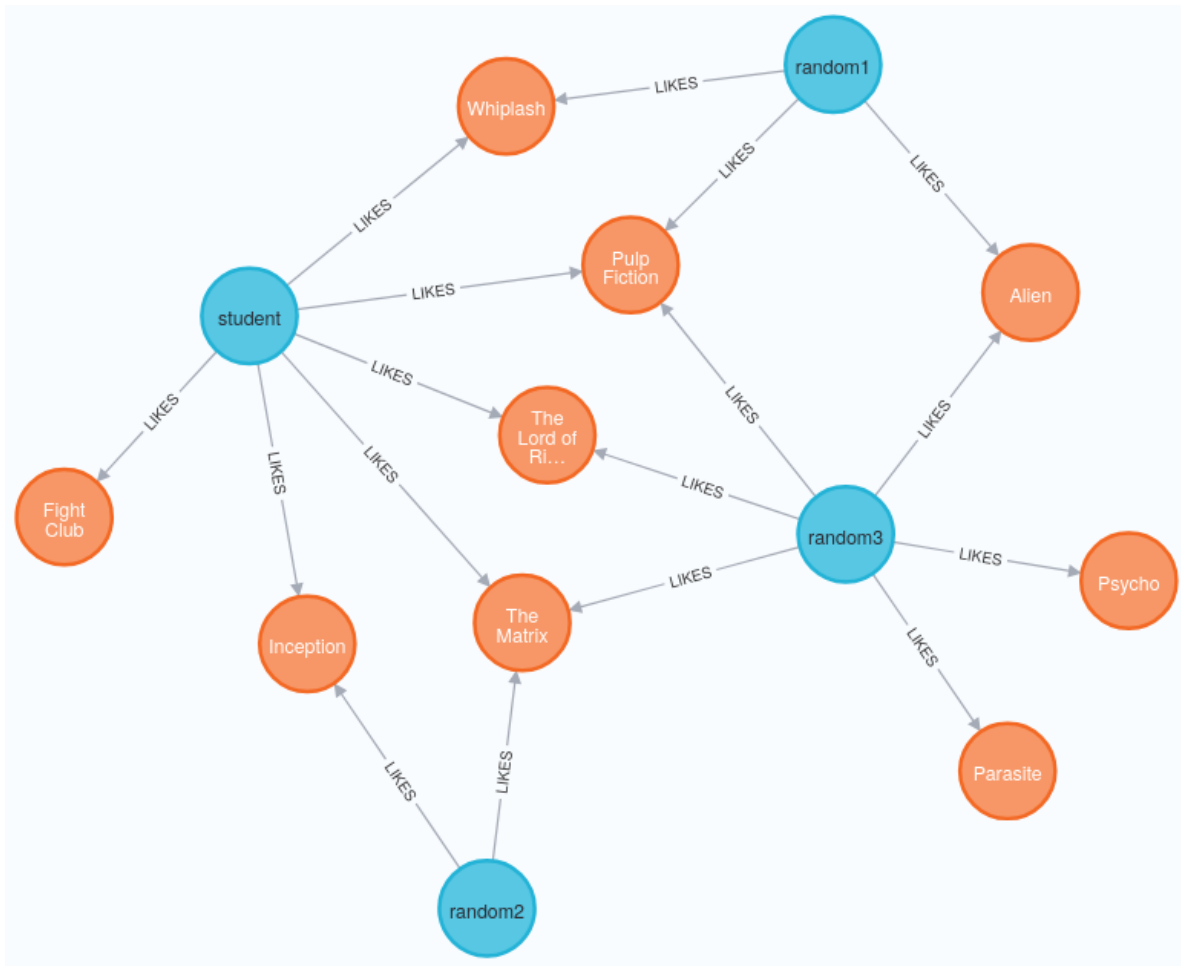 random1
LIKES
Whiplash
LIKES
LIKES
LIKES
Pulp
Fiction
Alien
LIKES
student
LIKES
LIKES
LIKES
LIKES
The
Lord of
Ri...
LIKES
LIKES
LIKES
LIKES
Fight
Club
random3
LIKES
Psycho
LIKES
The
Matrix
Inception
LIKES
Parasite
LIKES
LIKES
random2